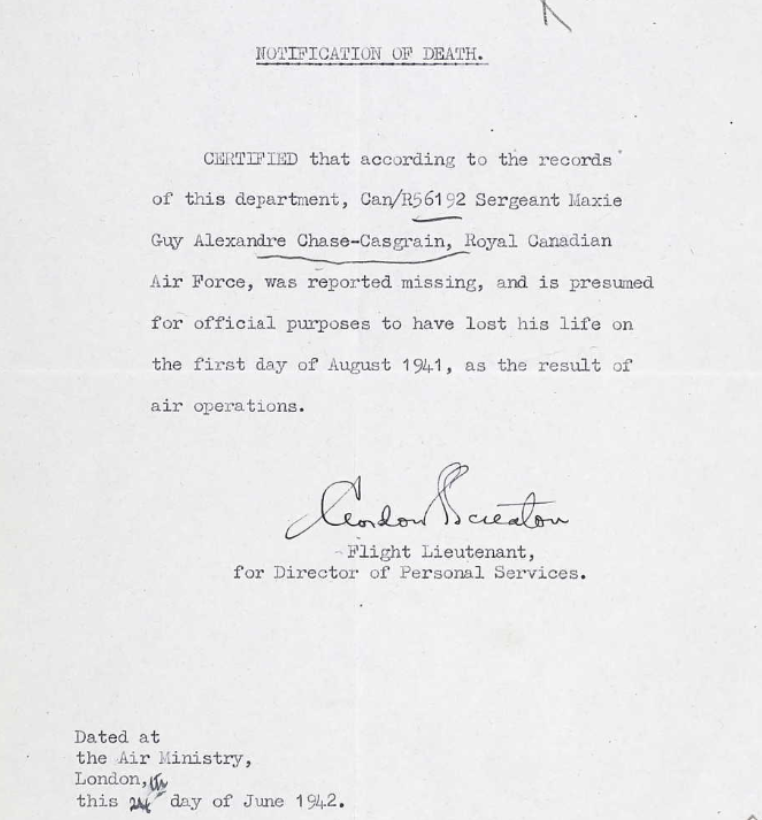 NOTIFICATION OF DEATH.
CERTIFIED that according to the records
of this department, Can/R56192 Sergeant Maxie
Guy Alexandre Chase-Casgrain, Royal Canadian
Air Force, was reported missing, and is presumed
for official purposes to have lost his life on
the first day of August 1941, as the result of
air operations.
Gordon
Flight Lieutenant,
for Director of Personal Services.
Dated at
the Air Ministry,
London,
this day of June 1942.